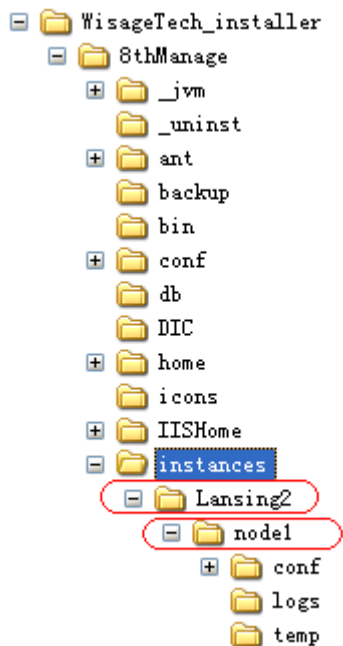 WisageTech_installer
8thManage
_jvm
_uninst
ant
backup
bin
conf
db
DIC
home
icons
IISHome
instances
Lansing2
node1
conf
logs
temp